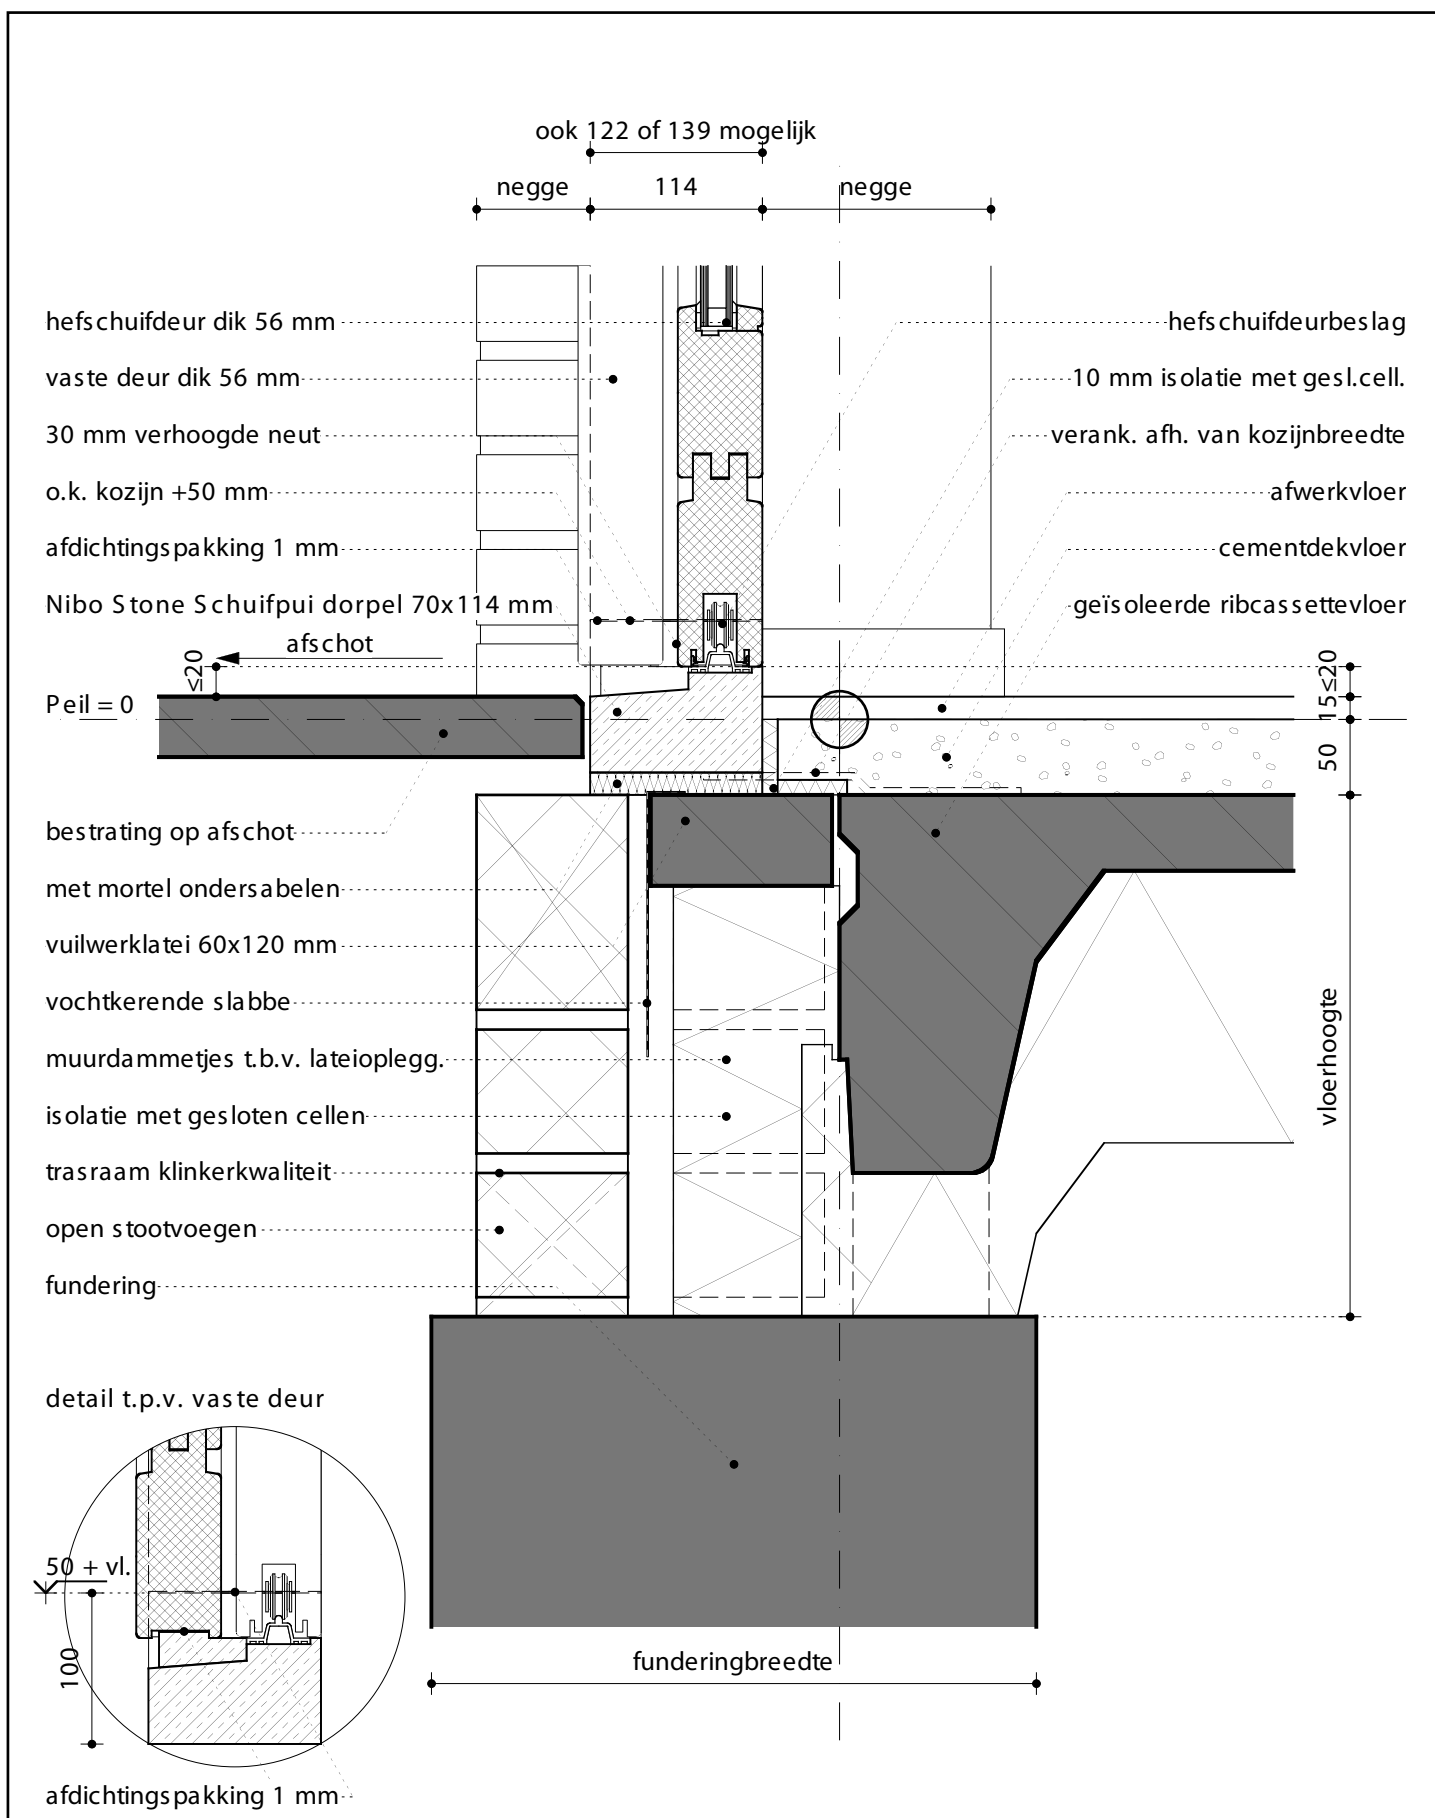 ook 122 of 139 mogelijk
negge
114
negge
hefschuifdeur dik 56 mm
hefschuifdeurbeslag
vaste deur dik 56 mm
10 mm isolatie met gesl.cell.
30 mm verhoogde neut
verank. afh. van kozijnbreedte
o.k. kozijn +50 mm
afwerkvloer
afdichtingspakking 1 mm
cementdekvloer
Nibo Stone Schuifpui dorpel 70x114 mm
geïsoleerde ribcassettevloer
afschot
≤20
15
≤20
Peil = 0
50
bestrating op afschot
met mortel ondersabelen
vuilwerklatei 60x120 mm
vochtkerende slabbe
muurdammetjes t.b.v. lateioplegg.
vloerhoogte
isolatie met gesloten cellen
trasraam klinkerkwaliteit
open stootvoegen
fundering
detail t.p.v. vaste deur
50 + vl.
100
funderingbreedte
afdichtingspakking 1 mm